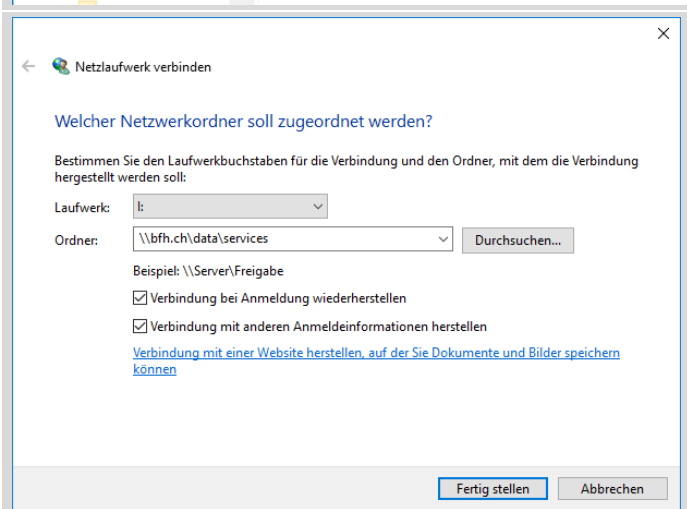 Netzlaufwerk verbinden
Welcher Netzwerkordner soll zugeordnet werden?
Bestimmen Sie den Laufwerkbuchstaben für die Verbindung und den Ordner, mit dem die Verbindung
hergestellt werden soll:
Laufwerk: I:
Ordner: \\bfh.ch\data\services Durchsuchen...
Beispiel: \\Server\Freigabe
Verbindung bei Anmeldung wiederherstellen
Verbindung mit anderen Anmeldeinformationen herstellen
Verbindung mit einer Website herstellen, auf der Sie Dokumente und Bilder speichern
können
Fertig stellen Abbrechen